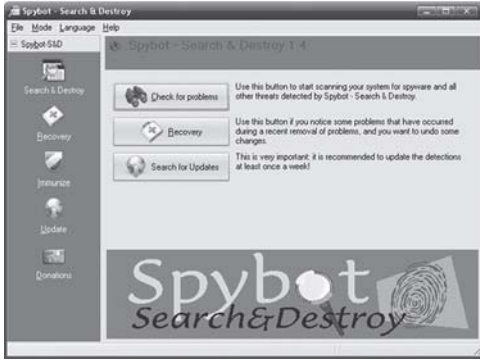 Spybot - Search & Destroy
File Mode Language Help
Spybot-S&D
Search & Destroy
Recovery
Immunize
Update
Donations
Spybot - Search & Destroy 1.4
Check for problems
Use this button to start scanning your system for spyware and all
other threats detected by Spybot - Search & Destroy.
Recovery
Use this button if you notice some problems that have occurred
during a recent removal of problems, and you want to undo some
changes.
Search for Updates
This is very important: it is recommended to update the detections
at least once a week!
Spybot
Search&Destroy